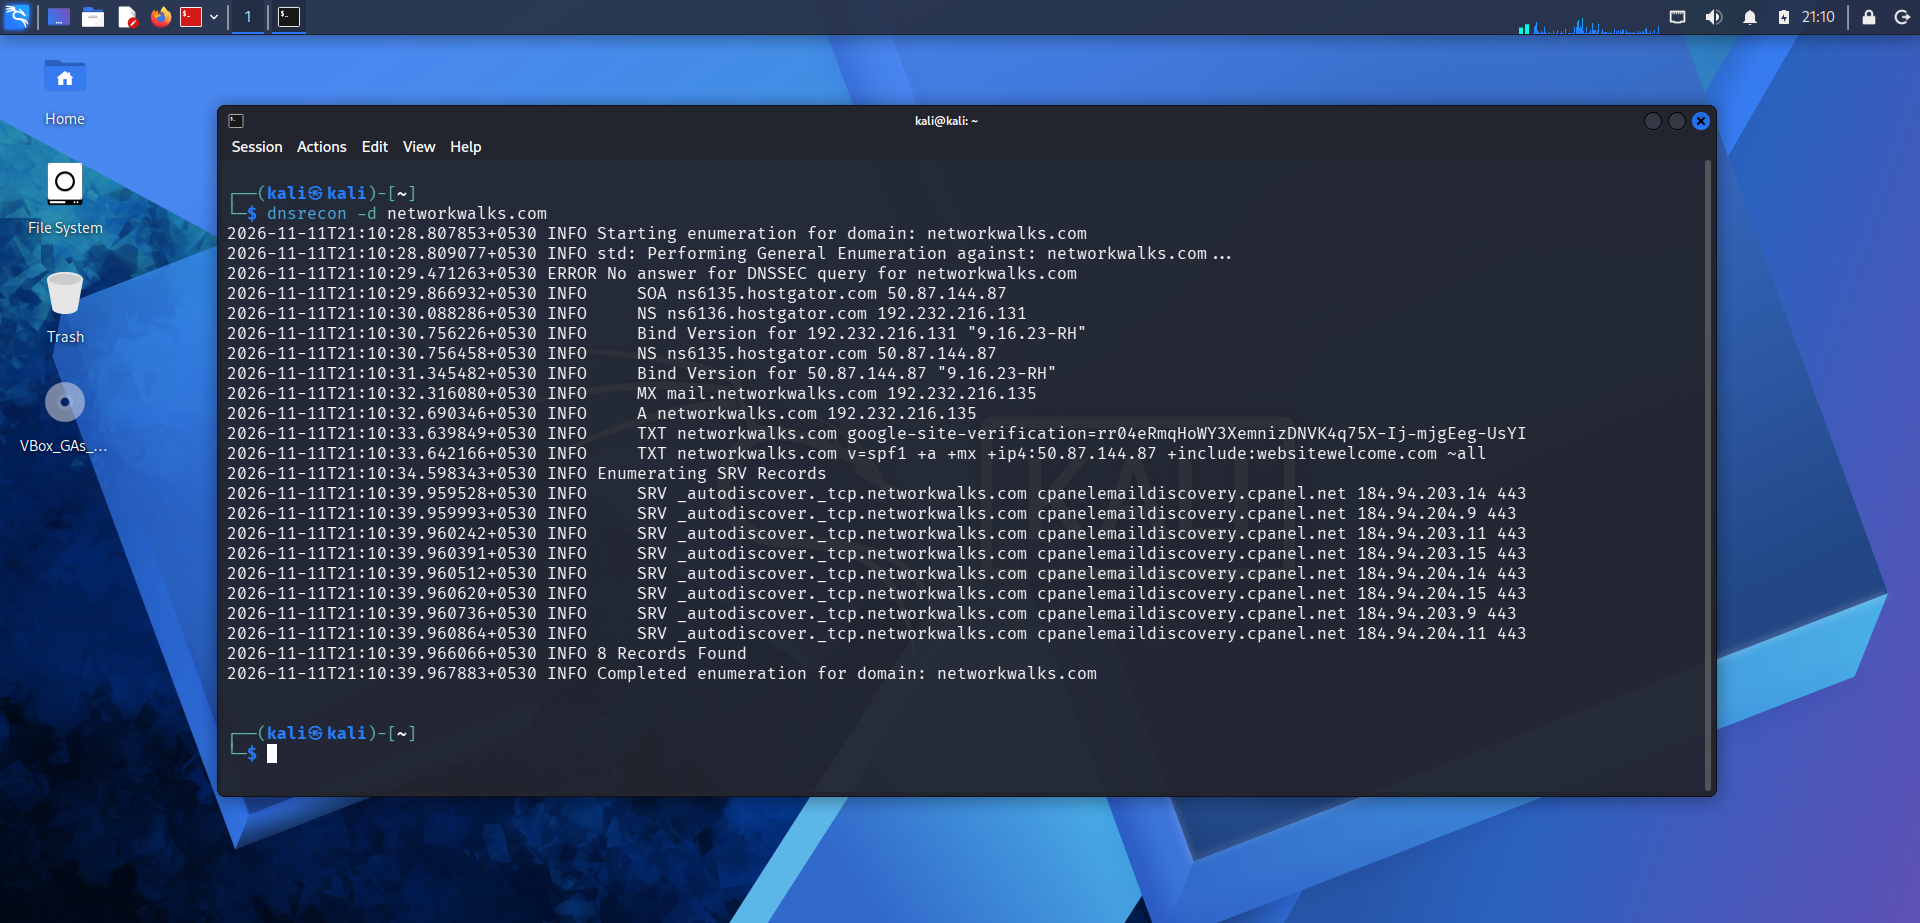 1
21:10
Home
File System
Trash
VBox_GAs_...
kali@kali: ~
Session Actions Edit View Help
┌──(kali㉿kali)-[~]
└─$ dnsrecon -d networkwalks.com
2026-11-11T21:10:28.807853+0530 INFO Starting enumeration for domain: networkwalks.com
2026-11-11T21:10:28.809077+0530 INFO std: Performing General Enumeration against: networkwalks.com...
2026-11-11T21:10:29.471263+0530 ERROR No answer for DNSSEC query for networkwalks.com
2026-11-11T21:10:29.866932+0530 INFO     SOA ns6135.hostgator.com 50.87.144.87
2026-11-11T21:10:30.088286+0530 INFO     NS ns6136.hostgator.com 192.232.216.131
2026-11-11T21:10:30.756226+0530 INFO     Bind Version for 192.232.216.131 "9.16.23-RH"
2026-11-11T21:10:30.756458+0530 INFO     NS ns6135.hostgator.com 50.87.144.87
2026-11-11T21:10:31.345482+0530 INFO     Bind Version for 50.87.144.87 "9.16.23-RH"
2026-11-11T21:10:32.316080+0530 INFO     MX mail.networkwalks.com 192.232.216.135
2026-11-11T21:10:32.690346+0530 INFO     A networkwalks.com 192.232.216.135
2026-11-11T21:10:33.639849+0530 INFO     TXT networkwalks.com google-site-verification=rr04eRmqHoWY3XemnizDNVK4q75X-Ij-mjgEeg-UsYI
2026-11-11T21:10:33.642166+0530 INFO     TXT networkwalks.com v=spf1 +a +mx +ip4:50.87.144.87 +include:websitewelcome.com ~all
2026-11-11T21:10:34.598343+0530 INFO Enumerating SRV Records
2026-11-11T21:10:39.959528+0530 INFO     SRV _autodiscover._tcp.networkwalks.com cpanelemaildiscovery.cpanel.net 184.94.203.14 443
2026-11-11T21:10:39.959993+0530 INFO     SRV _autodiscover._tcp.networkwalks.com cpanelemaildiscovery.cpanel.net 184.94.204.9 443
2026-11-11T21:10:39.960242+0530 INFO     SRV _autodiscover._tcp.networkwalks.com cpanelemaildiscovery.cpanel.net 184.94.203.11 443
2026-11-11T21:10:39.960391+0530 INFO     SRV _autodiscover._tcp.networkwalks.com cpanelemaildiscovery.cpanel.net 184.94.203.15 443
2026-11-11T21:10:39.960512+0530 INFO     SRV _autodiscover._tcp.networkwalks.com cpanelemaildiscovery.cpanel.net 184.94.204.14 443
2026-11-11T21:10:39.960620+0530 INFO     SRV _autodiscover._tcp.networkwalks.com cpanelemaildiscovery.cpanel.net 184.94.204.15 443
2026-11-11T21:10:39.960736+0530 INFO     SRV _autodiscover._tcp.networkwalks.com cpanelemaildiscovery.cpanel.net 184.94.203.9 443
2026-11-11T21:10:39.960864+0530 INFO     SRV _autodiscover._tcp.networkwalks.com cpanelemaildiscovery.cpanel.net 184.94.204.11 443
2026-11-11T21:10:39.966066+0530 INFO 8 Records Found
2026-11-11T21:10:39.967883+0530 INFO Completed enumeration for domain: networkwalks.com
┌──(kali㉿kali)-[~]
└─$
KALI